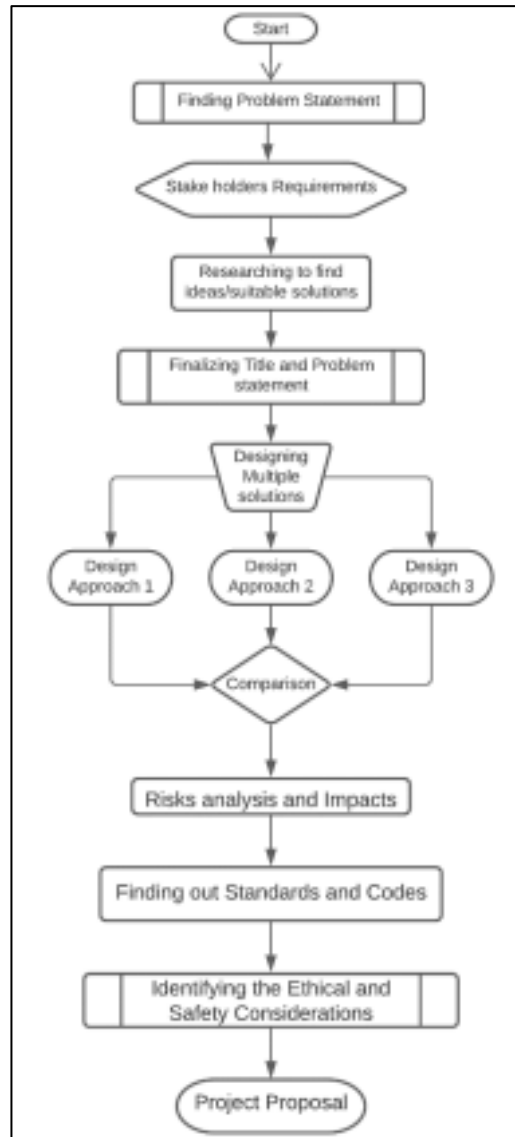 Start
Finding Problem Statement
Stake holders Requirements
Researching to find
ideas/suitable solutions
Finalizing Title and Problem
statement
Designing
Multiple
solutions
Design
Approach 1
Design
Approach 2
Design
Approach 3
Comparison
Risks analysis and Impacts
Finding out Standards and Codes
Identifying the Ethical and
Safety Considerations
Project Proposal